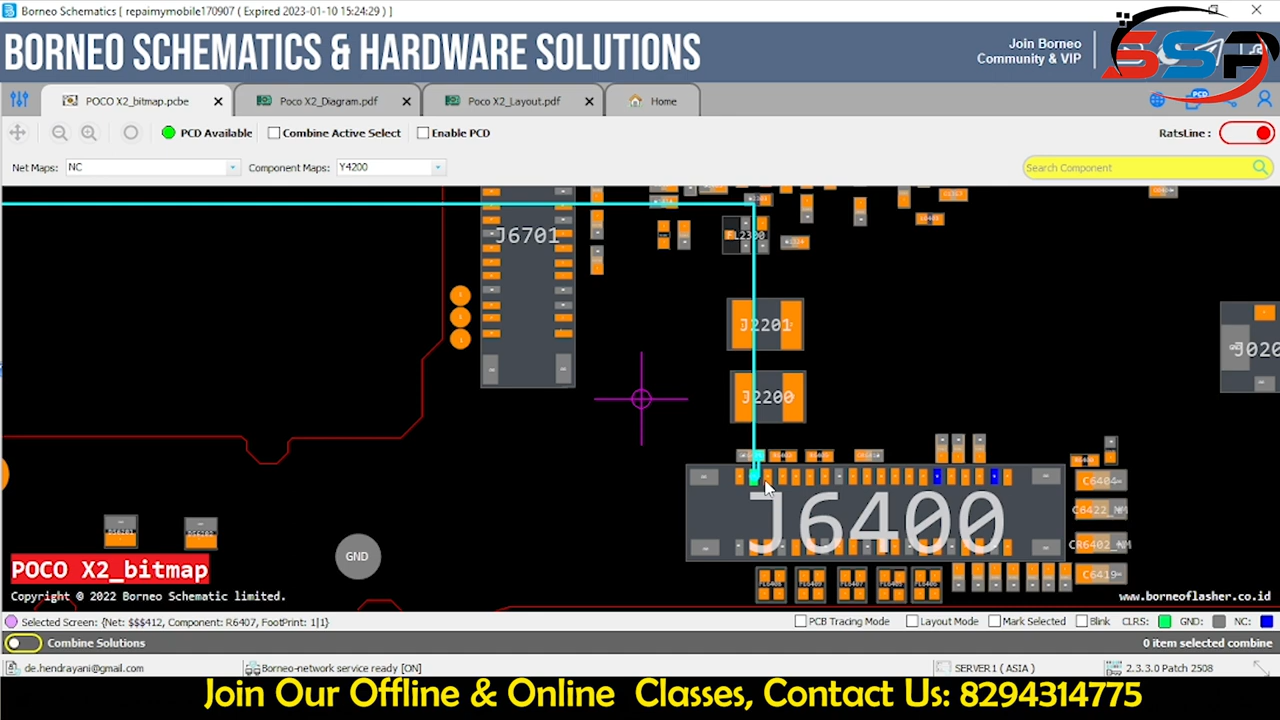 Borneo Schematics [ repaimymobile170907 ( Expired 2023-01-10 15:24:29 ) ]
BORNEO SCHEMATICS & HARDWARE SOLUTIONS
Join Borneo
Community & VIP
SSP
POCO X2_bitmap.pcbe
Poco X2_Diagram.pdf
Poco X2_Layout.pdf
Home
PCD
PCD Available
Combine Active Select
Enable PCD
RatsLine :
Net Maps: NC
Component Maps: Y4200
Search Component
J6701
J2201
J2200
J6400
C6404
C6422_NM
CR6402_NM
C6419
GND
POCO X2_bitmap
Copyright © 2022 Borneo Schematic limited.
www.borneoflasher.co.id
Selected Screen: {Net: $$$412, Component: R6407, FootPrint: 1|1}
PCB Tracing Mode
Layout Mode
Mark Selected
Blink
CLRS:
GND:
NC:
Combine Solutions
0 item selected combine
de.hendrayani@gmail.com
Borneo-network service ready [ON]
SERVER1 ( ASIA )
2.3.3.0 Patch 2508
Join Our Offline & Online Classes, Contact Us: 8294314775